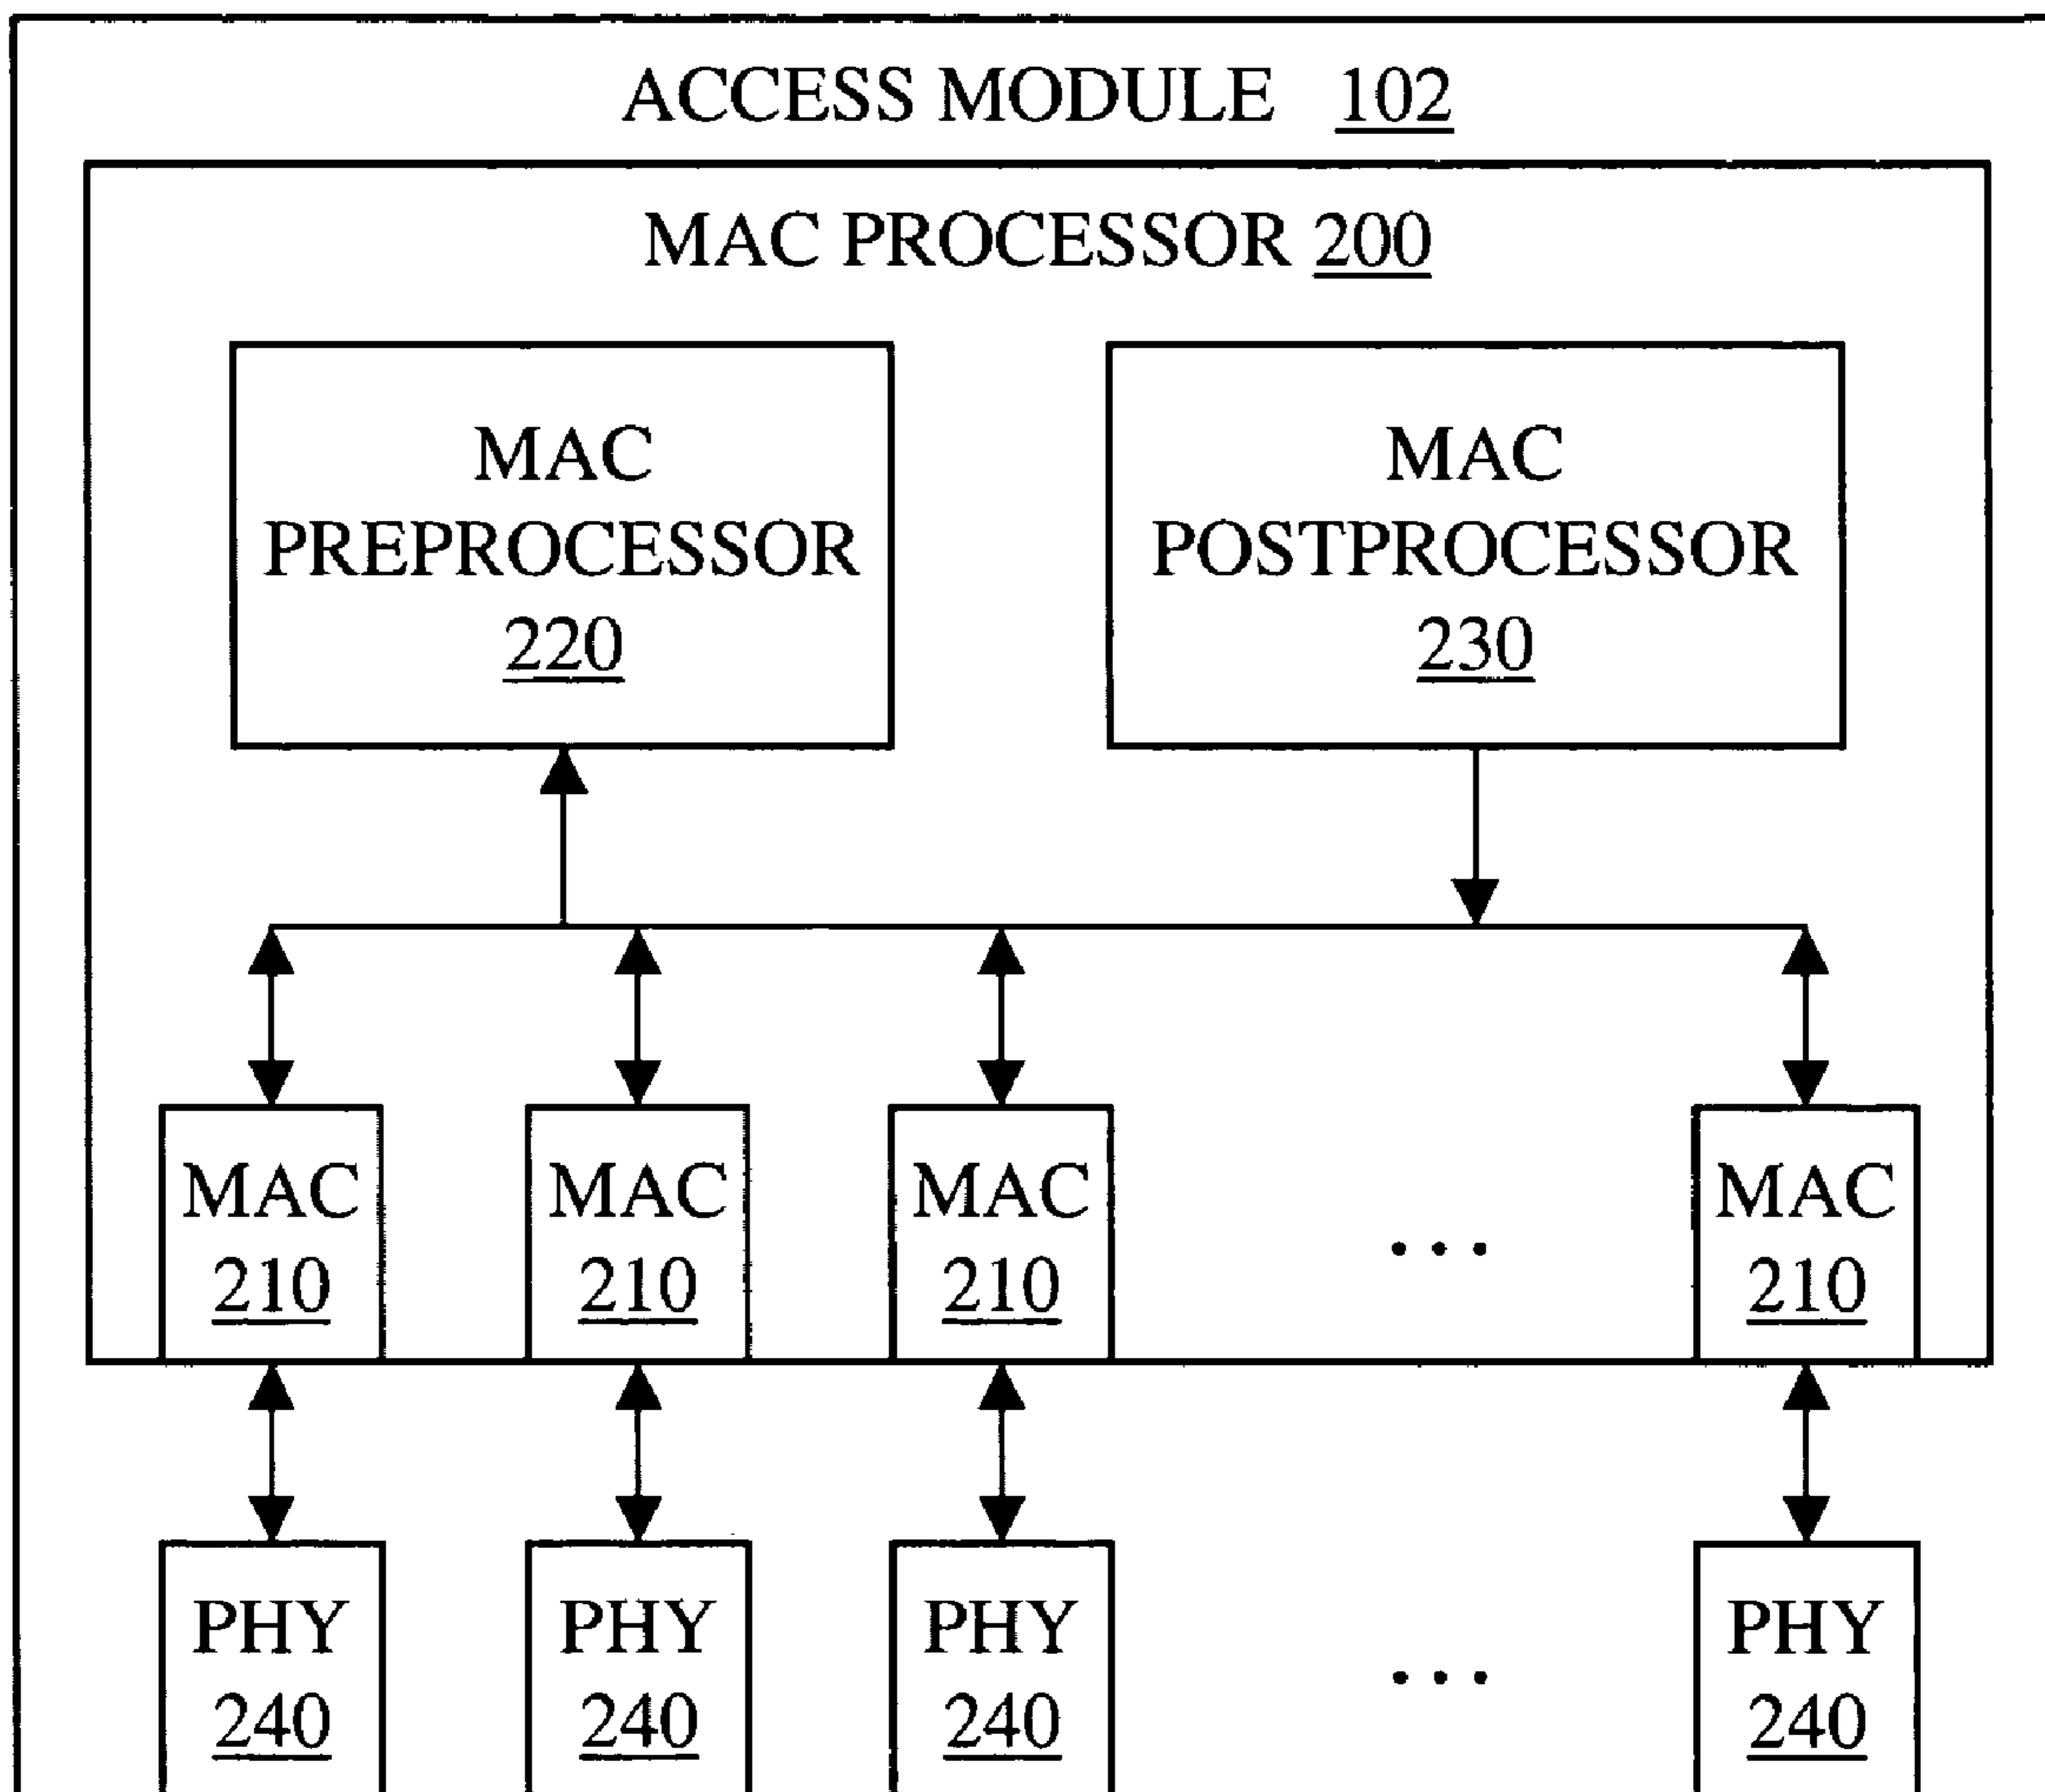 ACCESS MODULE 102
MAC PROCESSOR 200
MAC
PREPROCESSOR
220
MAC
POSTPROCESSOR
230
MAC
210
MAC
210
MAC
210
...
MAC
210
PHY
240
PHY
240
PHY
240
...
PHY
240